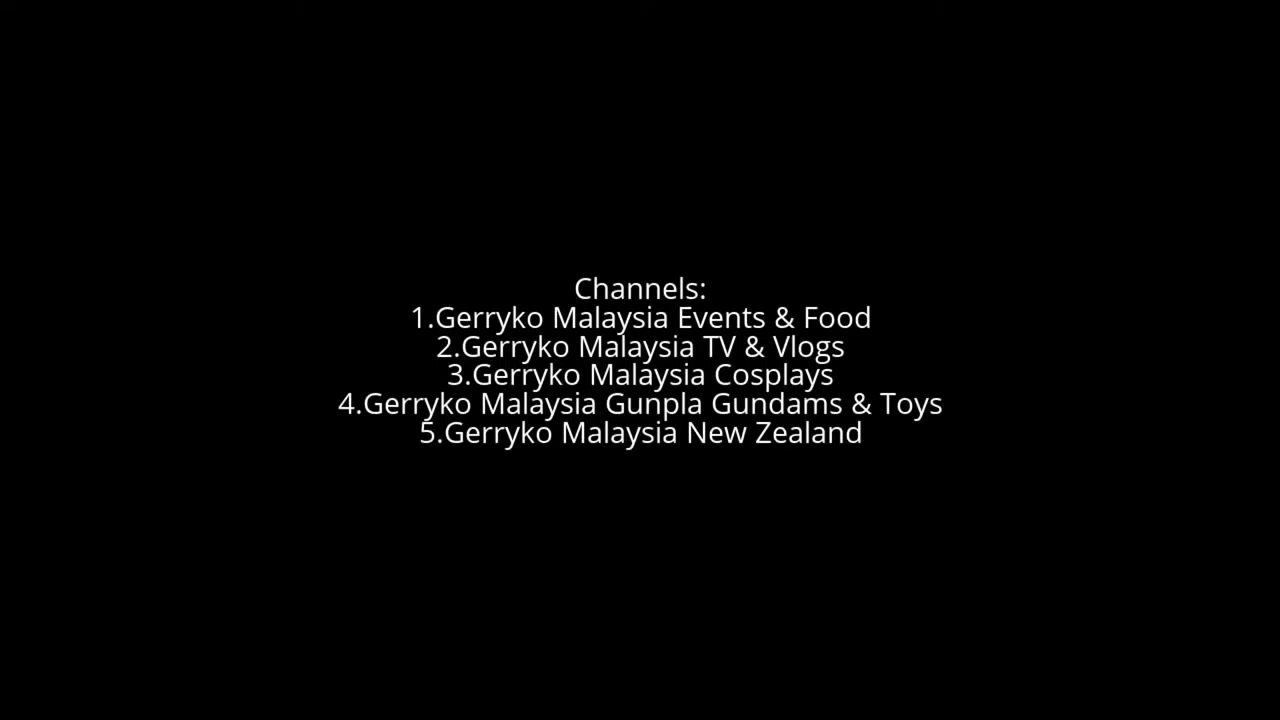 Channels:
1.Gerryko Malaysia Events & Food
2.Gerryko Malaysia TV & Vlogs
3.Gerryko Malaysia Cosplays
4.Gerryko Malaysia Gunpla Gundams & Toys
5.Gerryko Malaysia New Zealand